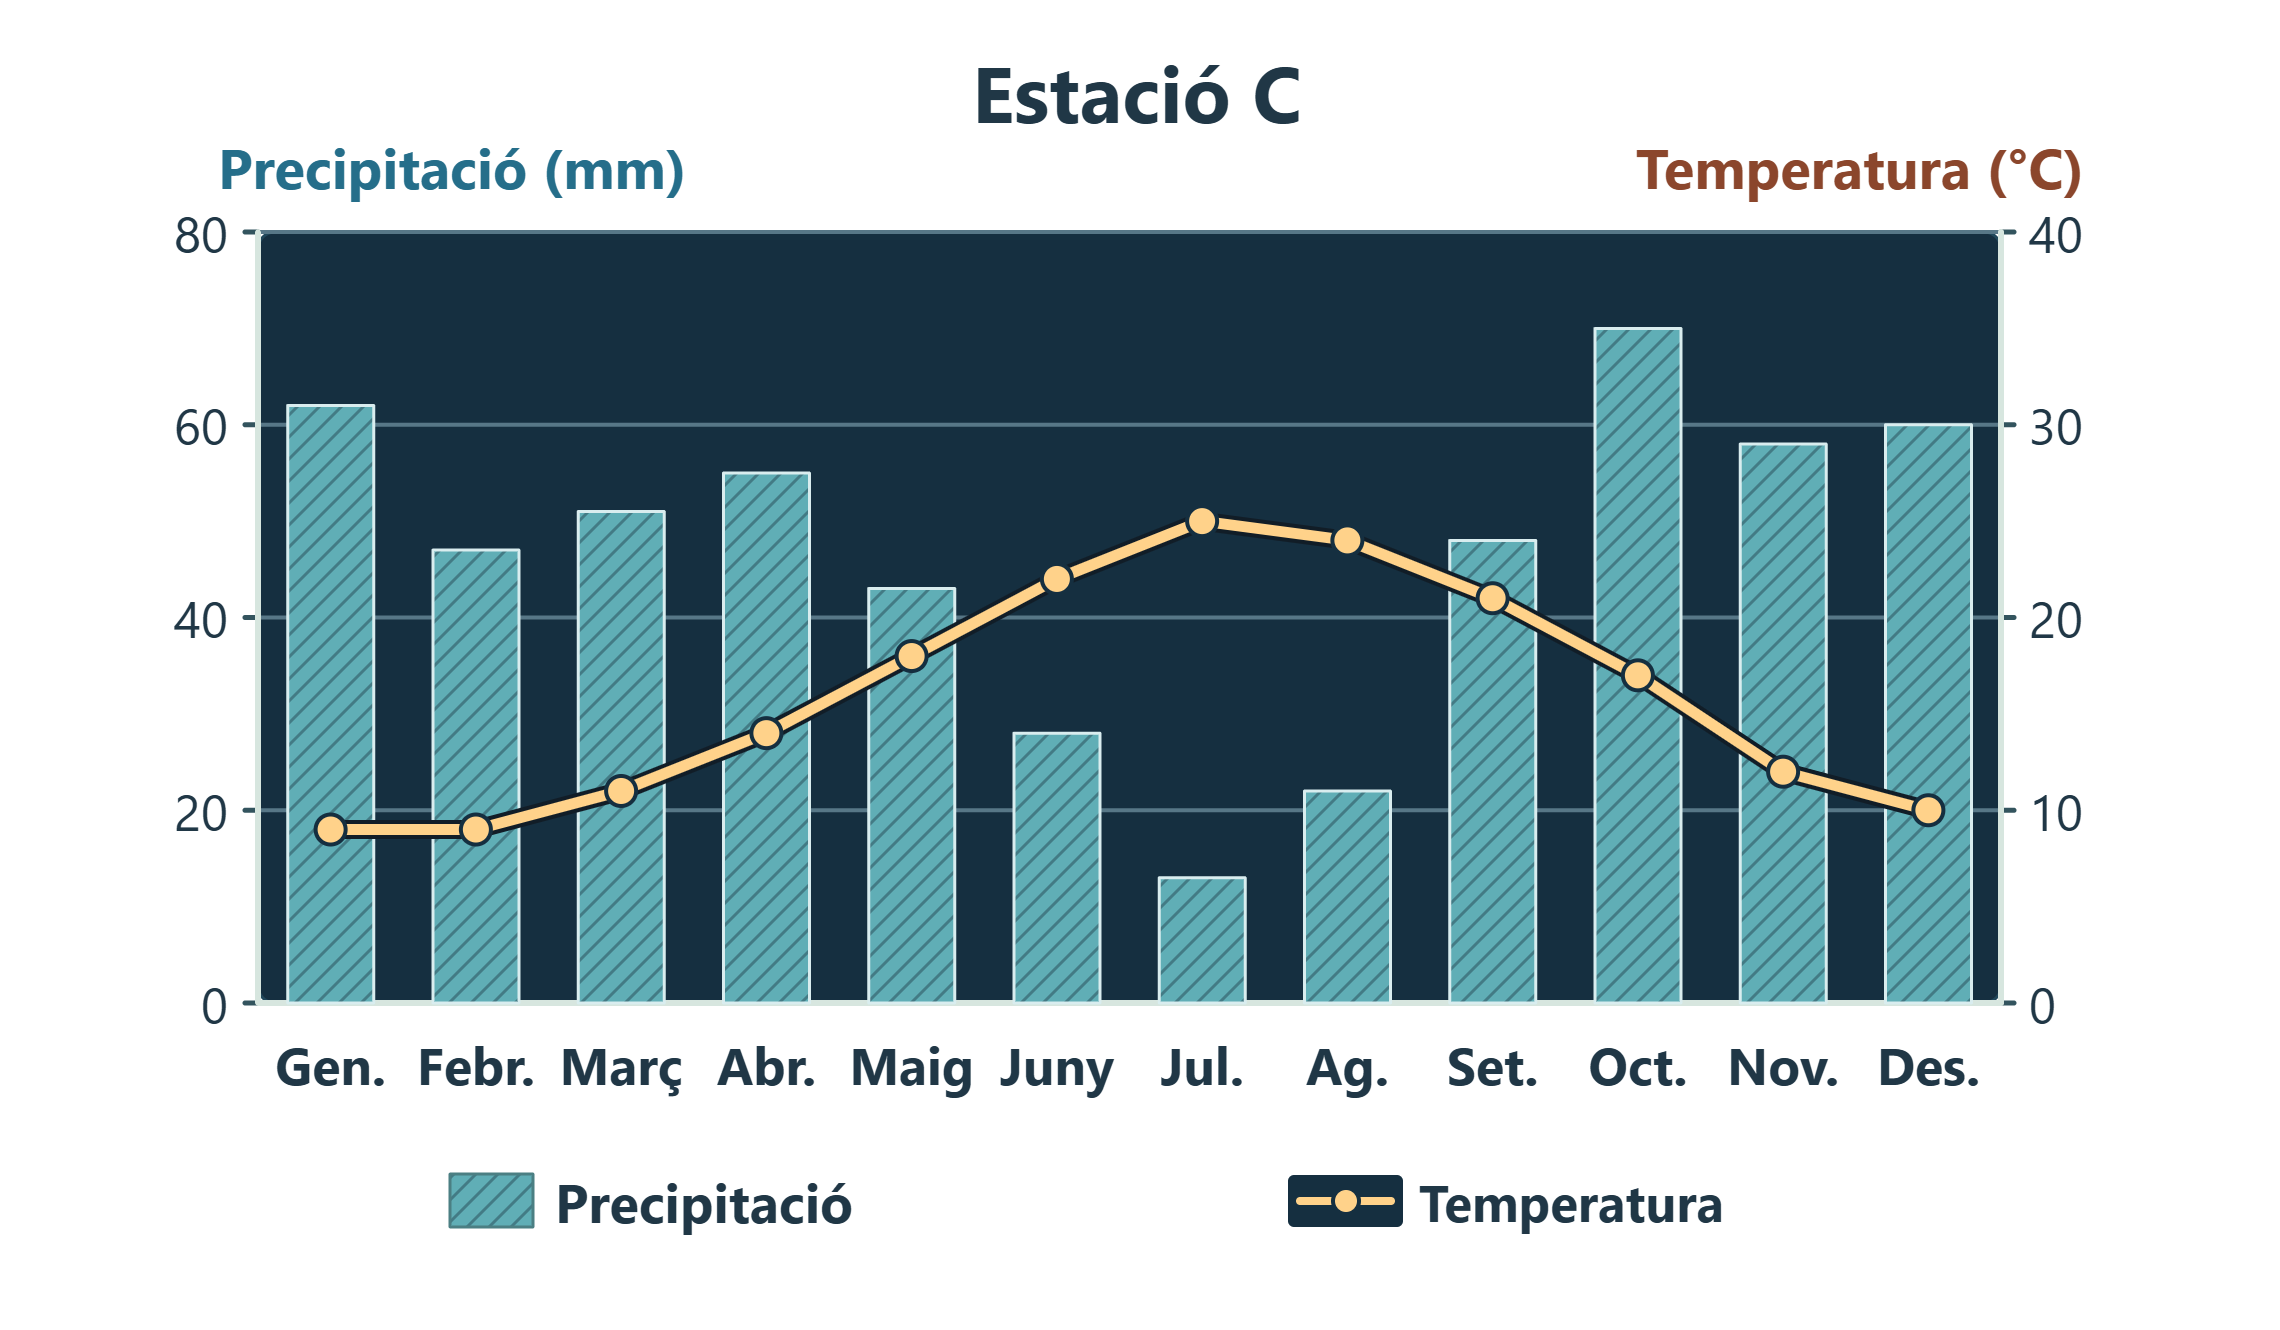 Estació C
Precipitació (mm) Temperatura (°C)
80 40
60 30
40 20
20 10
0 0
Gen. Febr. Març Abr. Maig Juny Jul. Ag. Set. Oct. Nov. Des.
Precipitació Temperatura